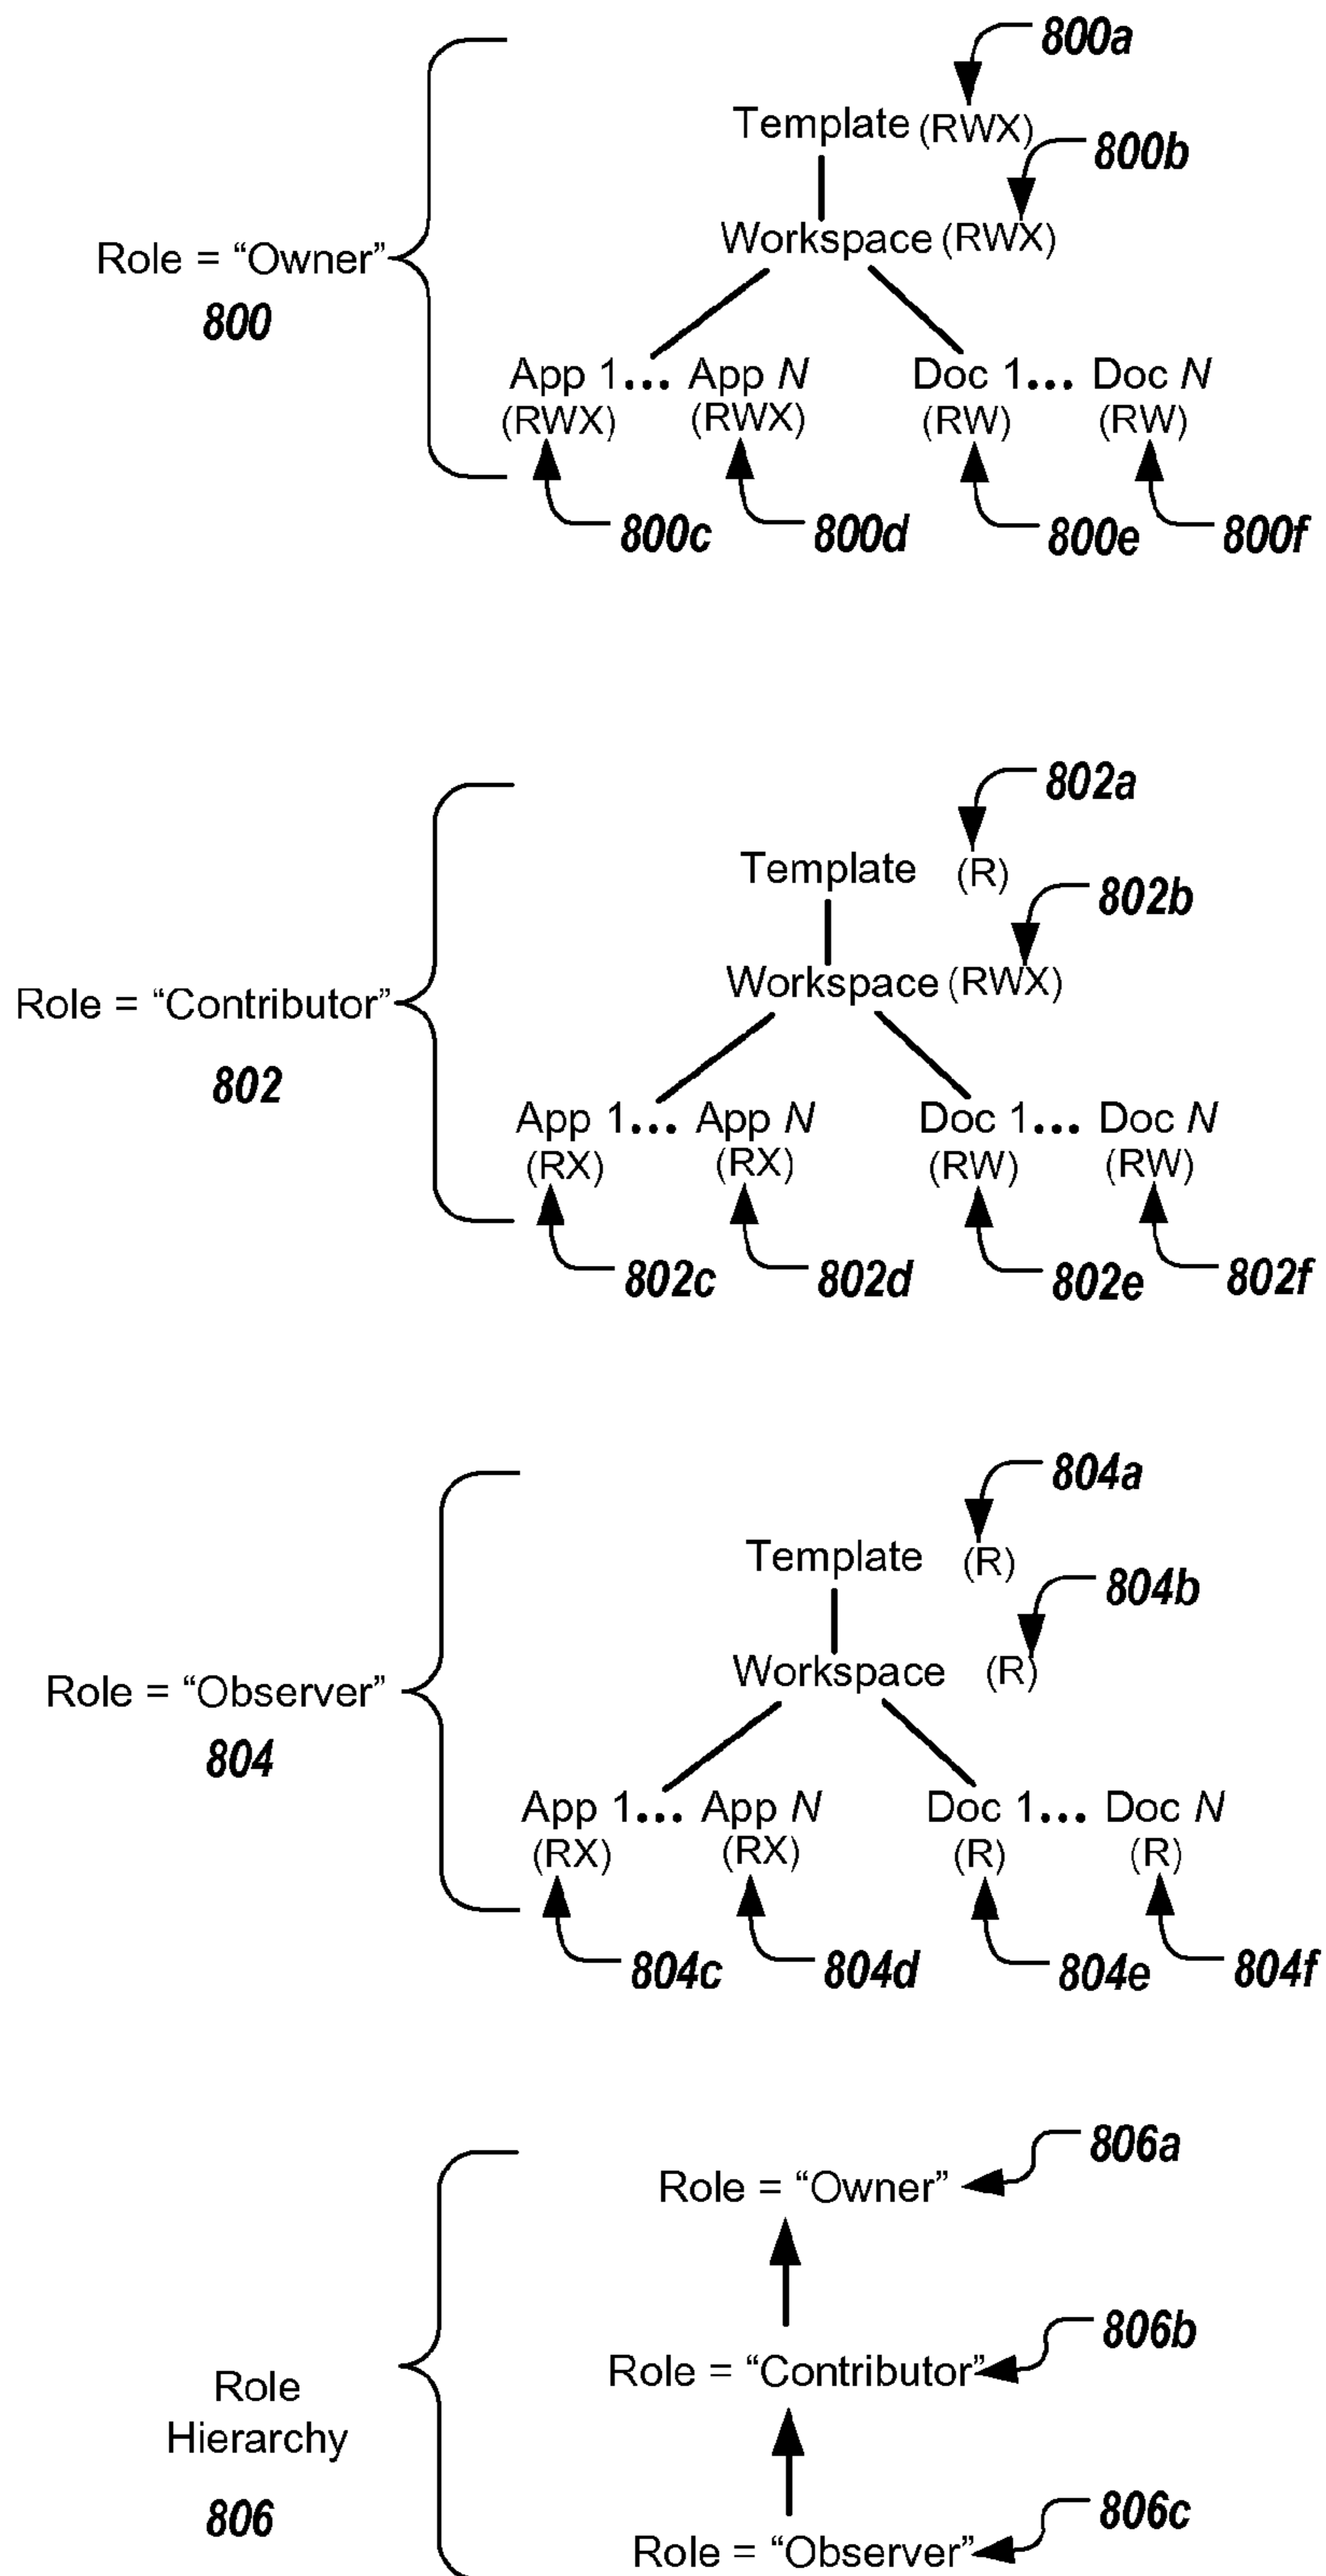 800a
Template (RWX)
800b
Workspace (RWX)
Role = “Owner”
800
App 1... App N
Doc 1... Doc N
(RWX)
(RWX)
(RW)
(RW)
800c
800d
800e
800f
802a
Template (R)
802b
Workspace (RWX)
Role = “Contributor”
802
App 1... App N
Doc 1... Doc N
(RX)
(RX)
(RW)
(RW)
802c
802d
802e
802f
804a
Template (R)
804b
Workspace (R)
Role = “Observer”
804
App 1... App N
Doc 1... Doc N
(RX)
(RX)
(R)
(R)
804c
804d
804e
804f
806a
Role = “Owner”
806b
Role = “Contributor”
Role
Hierarchy
806
806c
Role = “Observer”